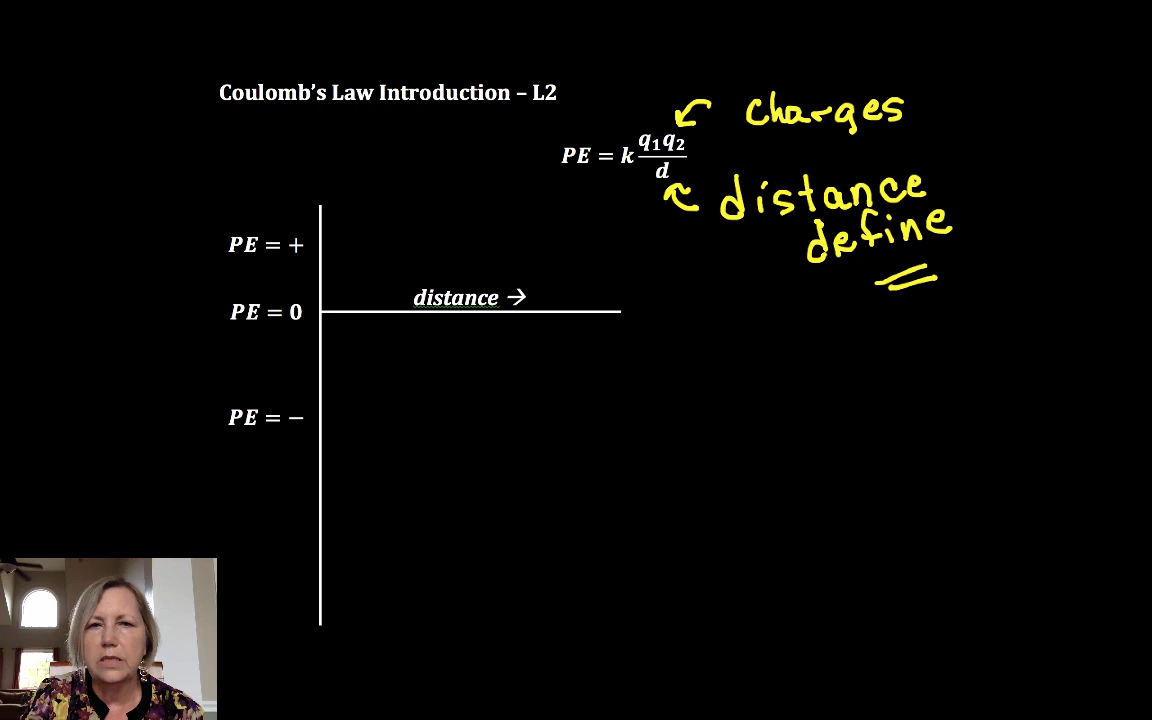 Coulomb's Law Introduction – L2
charges
PE = k q₁q₂/d
distance
define
PE = +
distance →
PE = 0
PE = −